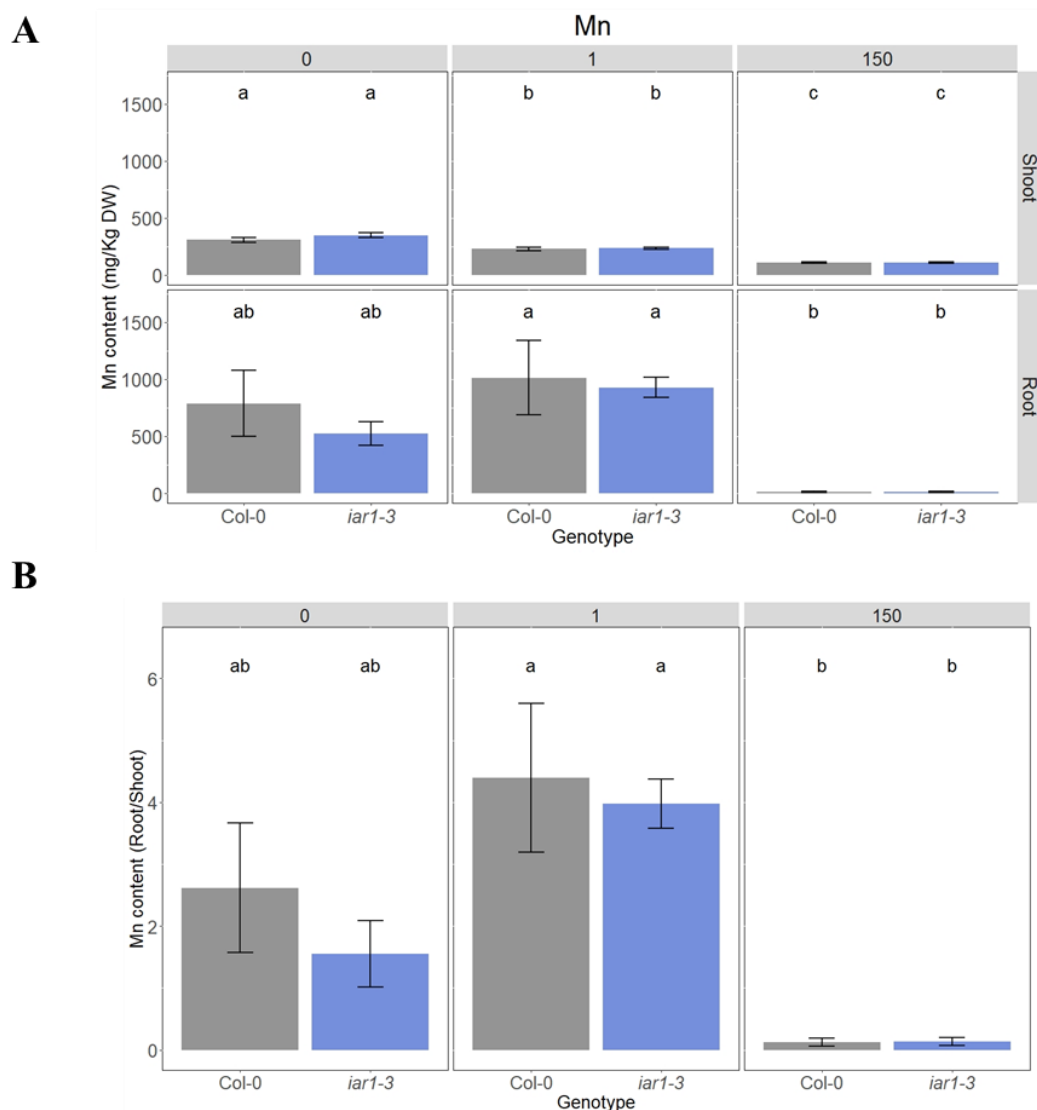 A
Mn
0 1 150
a a b b c c
1500
1000
500
0
Shoot
Mn content (mg/Kg DW)
ab ab a a b b
1500
1000
500
0
Root
Col-0 iar1-3 Col-0 iar1-3 Col-0 iar1-3
Genotype
B
0 1 150
ab ab a a b b
6
4
2
0
Mn content (Root/Shoot)
Col-0 iar1-3 Col-0 iar1-3 Col-0 iar1-3
Genotype